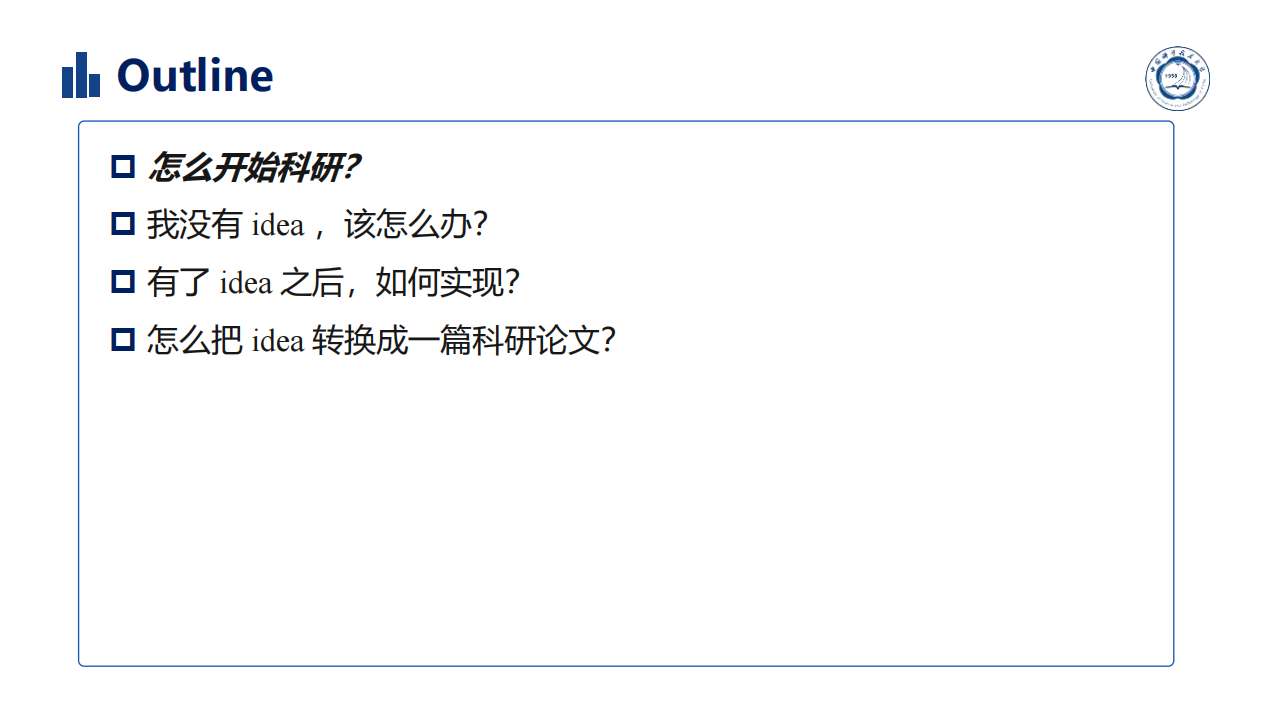 Outline
怎么开始科研？
我没有 idea ，该怎么办？
有了 idea 之后，如何实现？
怎么把 idea 转换成一篇科研论文？
1958